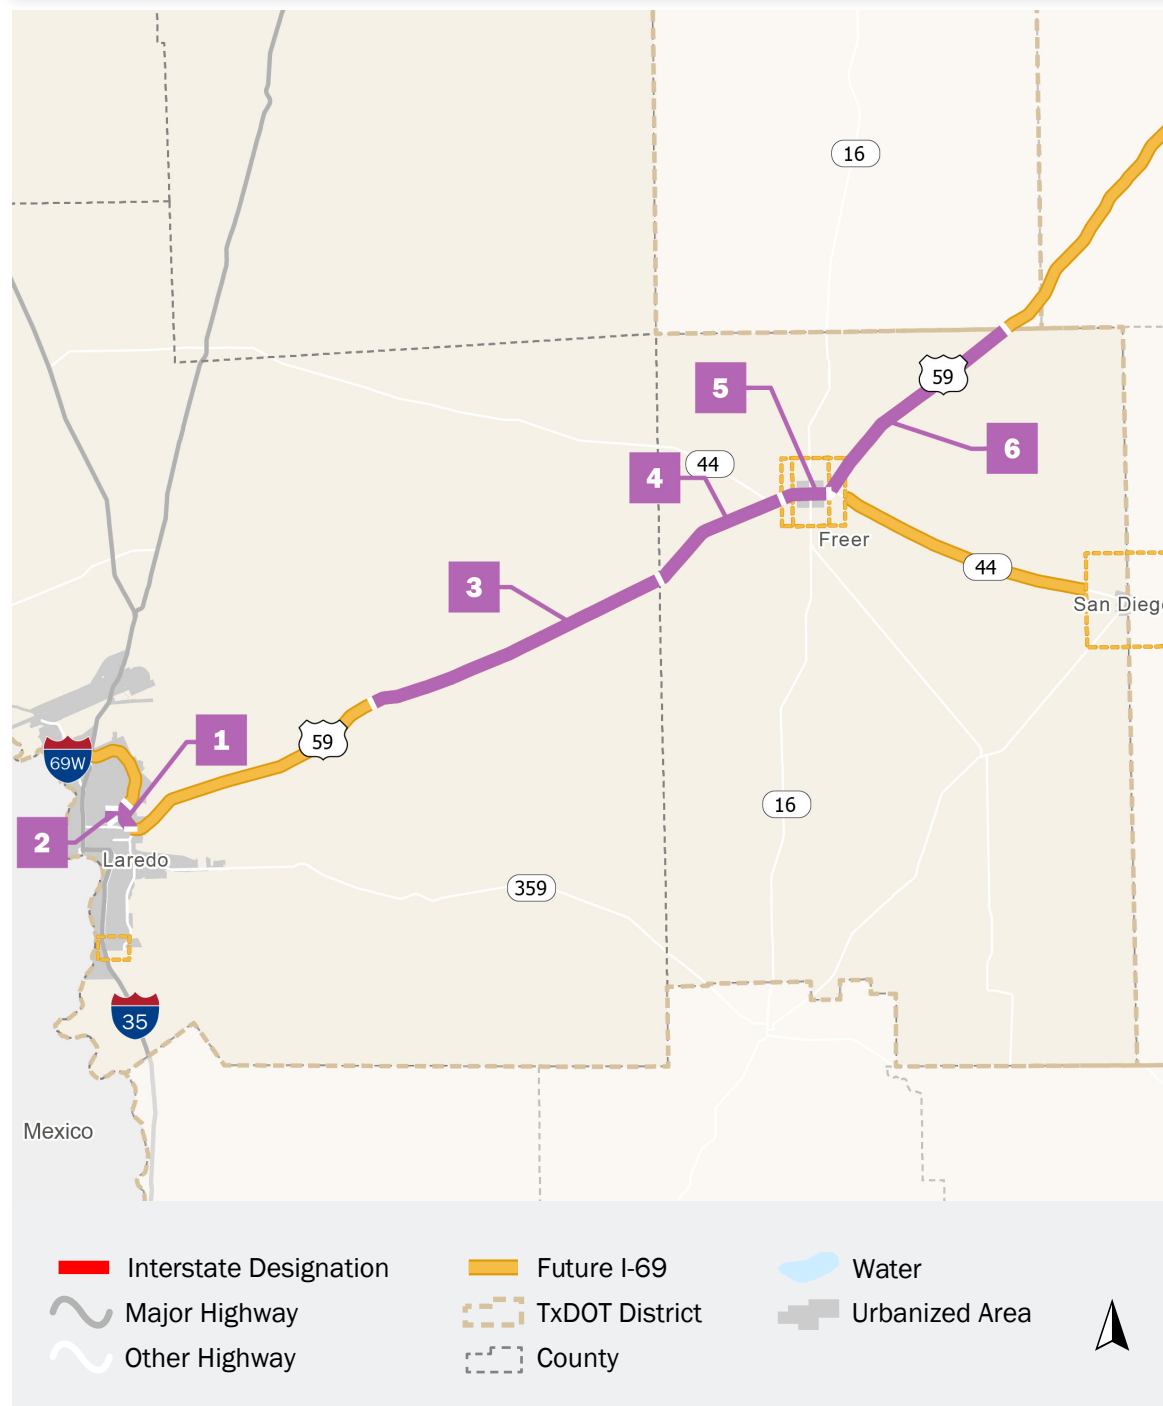 16
59
5
6
44
4
Freer
44
3
San Dieg
1
59
69W
2
16
Laredo
359
35
Mexico
Interstate Designation
Future I-69
Water
Major Highway
TxDOT District
Urbanized Area
Other Highway
County